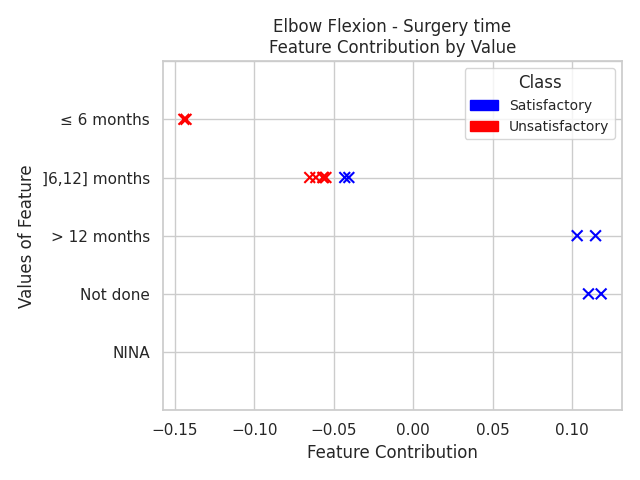 Elbow Flexion - Surgery time
Feature Contribution by Value
Class
Satisfactory
Unsatisfactory
Values of Feature
≤ 6 months
]6,12] months
> 12 months
Not done
NINA
−0.15 −0.10 −0.05 0.00 0.05 0.10
Feature Contribution